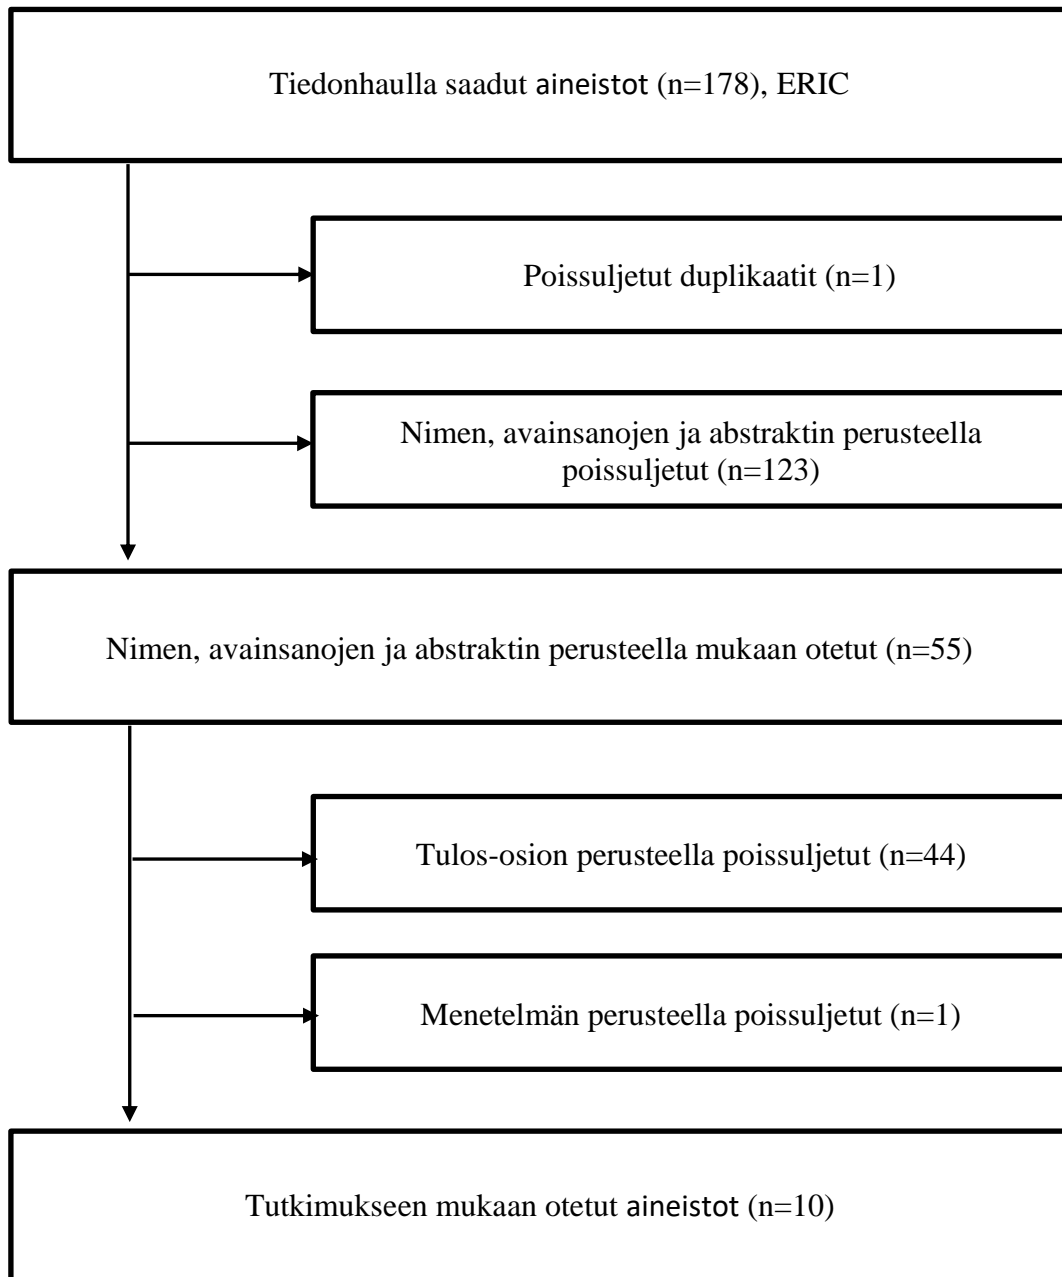 Tiedonhaulla saadut aineistot (n=178), ERIC
Poissuljetut duplikaatit (n=1)
Nimen, avainsanojen ja abstraktin perusteella
poissuljetut (n=123)
Nimen, avainsanojen ja abstraktin perusteella mukaan otetut (n=55)
Tulos-osion perusteella poissuljetut (n=44)
Menetelmän perusteella poissuljetut (n=1)
Tutkimukseen mukaan otetut aineistot (n=10)